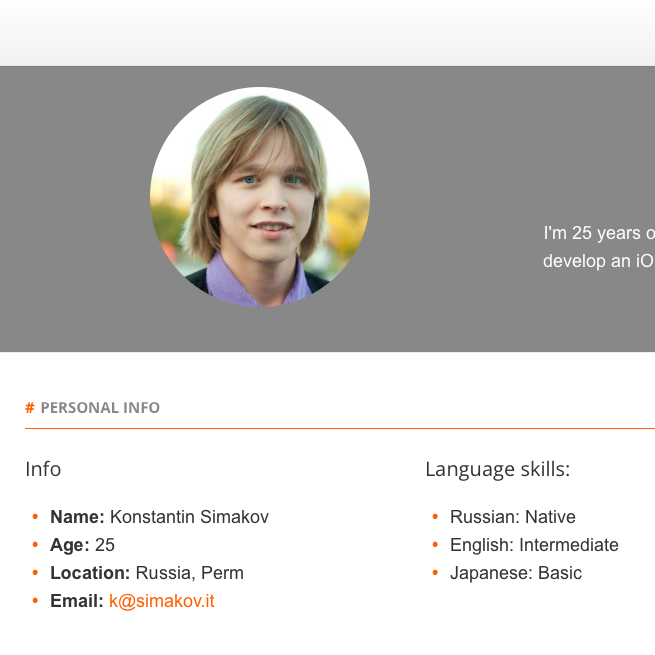 I'm 25 years o
develop an iO
# PERSONAL INFO
Info
• Name: Konstantin Simakov
• Age: 25
• Location: Russia, Perm
• Email: k@simakov.it
Language skills:
• Russian: Native
• English: Intermediate
• Japanese: Basic